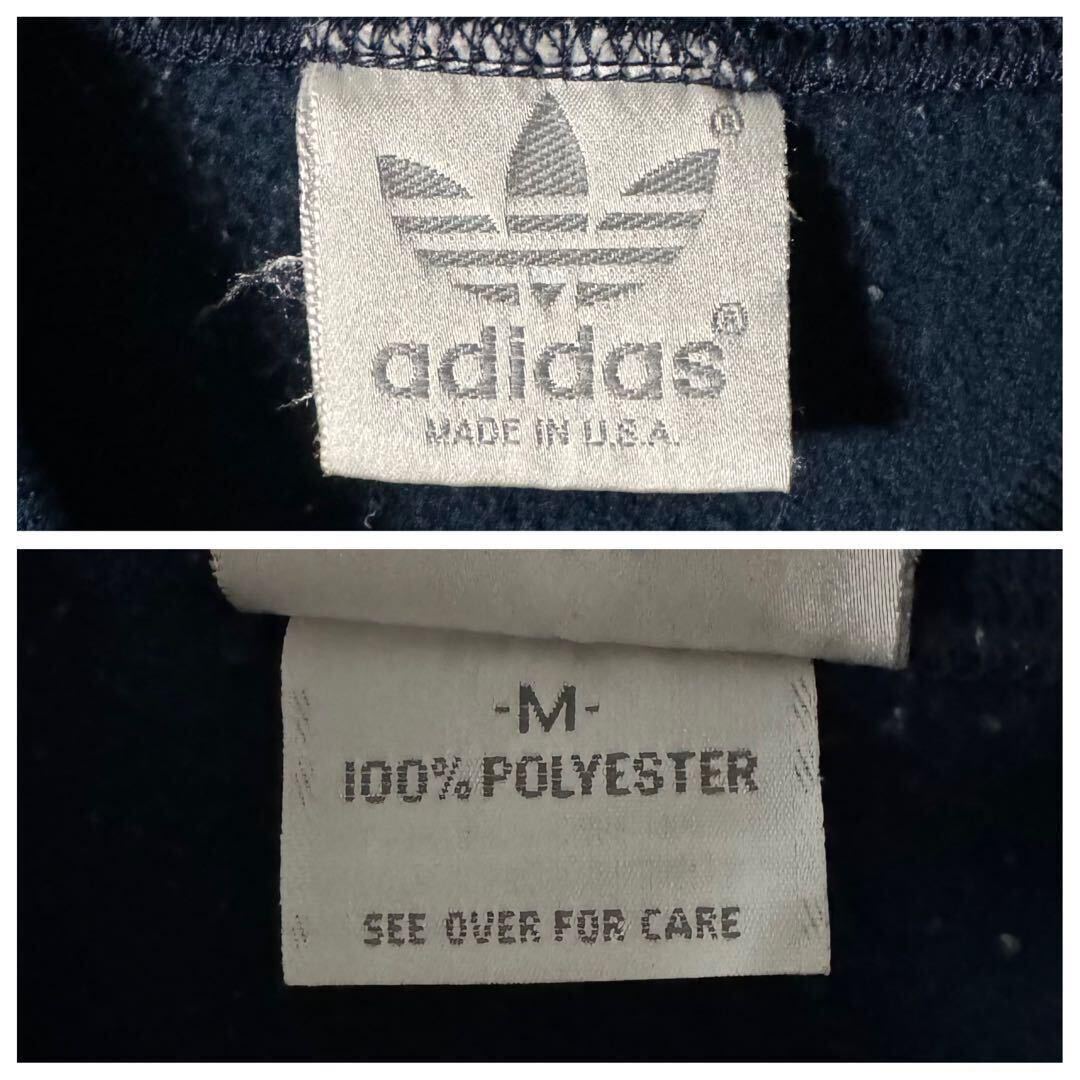 ®
adidas®
MADE IN U.S.A.
-M-
100% POLYESTER
SEE OVER FOR CARE